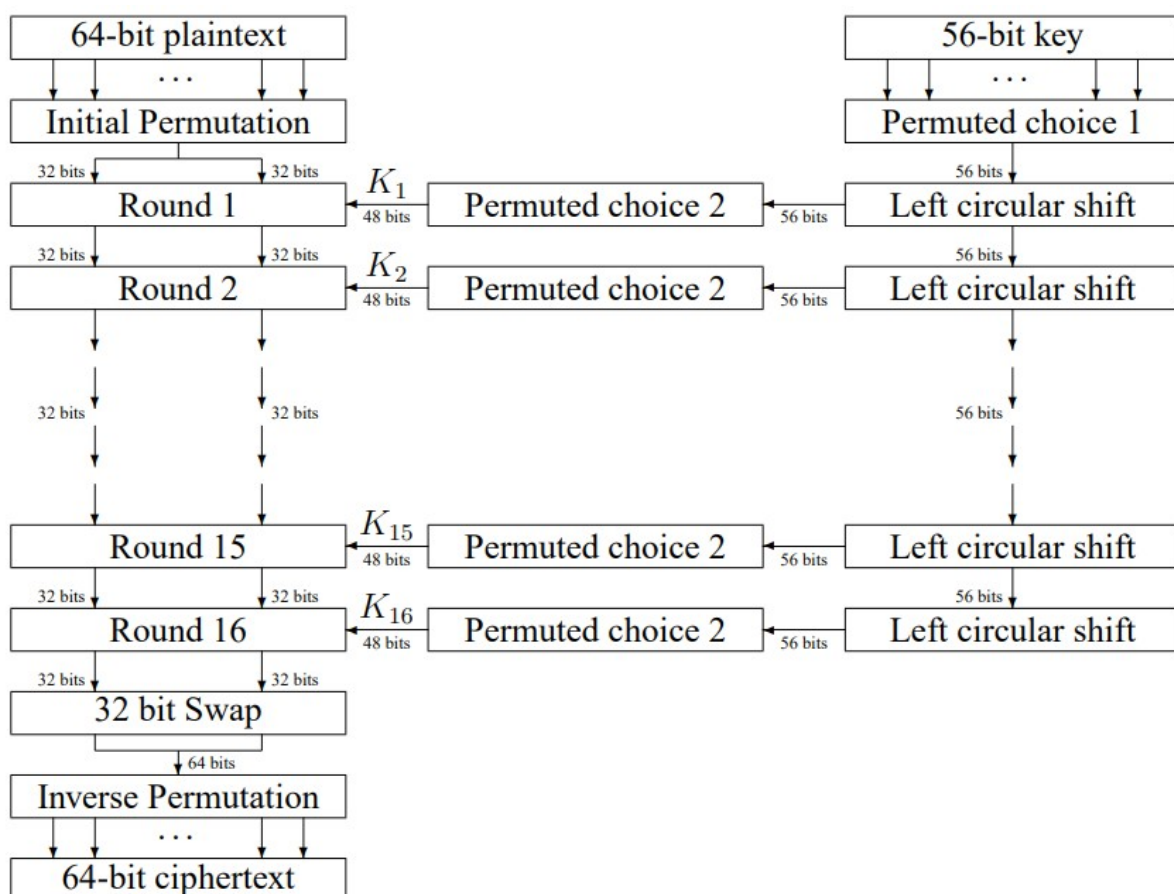 64-bit plaintext 56-bit key
... ...
Initial Permutation Permuted choice 1
32 bits 32 bits 56 bits
Round 1 K1 48 bits Permuted choice 2 56 bits Left circular shift
32 bits 32 bits 56 bits
Round 2 K2 48 bits Permuted choice 2 56 bits Left circular shift
32 bits 32 bits 56 bits
Round 15 K15 48 bits Permuted choice 2 56 bits Left circular shift
32 bits 32 bits 56 bits
Round 16 K16 48 bits Permuted choice 2 56 bits Left circular shift
32 bits 32 bits
32 bit Swap
64 bits
Inverse Permutation
...
64-bit ciphertext